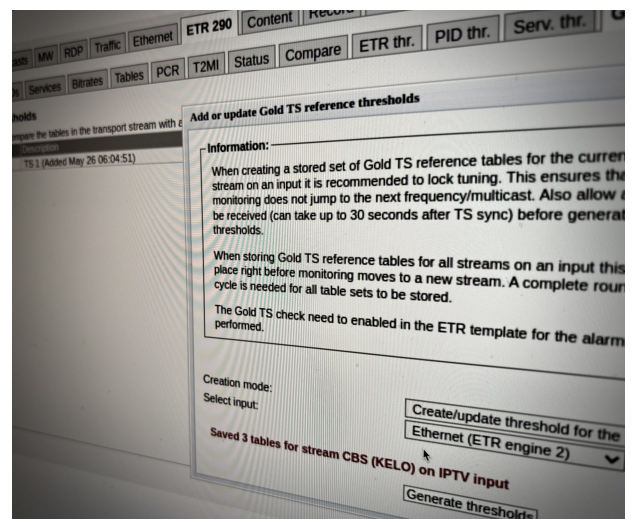 MW RDP Traffic Ethernet ETR 290 Content Record
Services Bitrates Tables PCR T2MI Status Compare ETR thr. PID thr. Serv. thr.
the tables in the transport stream with
Description
TS 1 (Added May 26 06:04:51)
Add or update Gold TS reference thresholds
Information:
When creating a stored set of Gold TS reference tables for the
stream on an input it is recommended to lock tuning. This ensures
monitoring does not jump to the next frequency/multicast. Also allow
be received (can take up to 30 seconds after TS sync) before
thresholds.
When storing Gold TS reference tables for all streams on an input this
place right before monitoring moves to a new stream. A complete
cycle is needed for all table sets to be stored.
The Gold TS check need to enabled in the ETR template for the alarm
performed.
Creation mode:
Create/update threshold for the
Select input:
Ethernet (ETR engine 2)
Saved 3 tables for stream CBS (KELO) on IPTV input
Generate thresholds